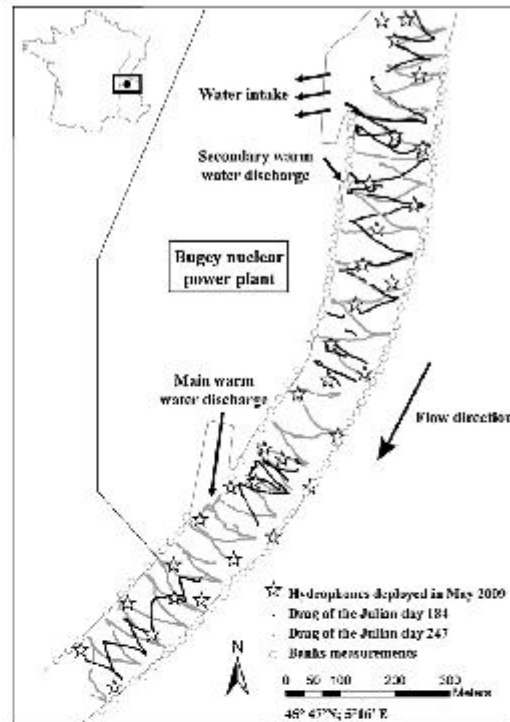 Water intake
Secondary warm
water discharge
Bugey nuclear
power plant
Main warm
water discharge
Flow direction
Hydrophones deployed in May 2009
Drag of the Julian day 184
Drag of the Julian day 247
Banks measurements
N
0 50 100 200 300
Meters